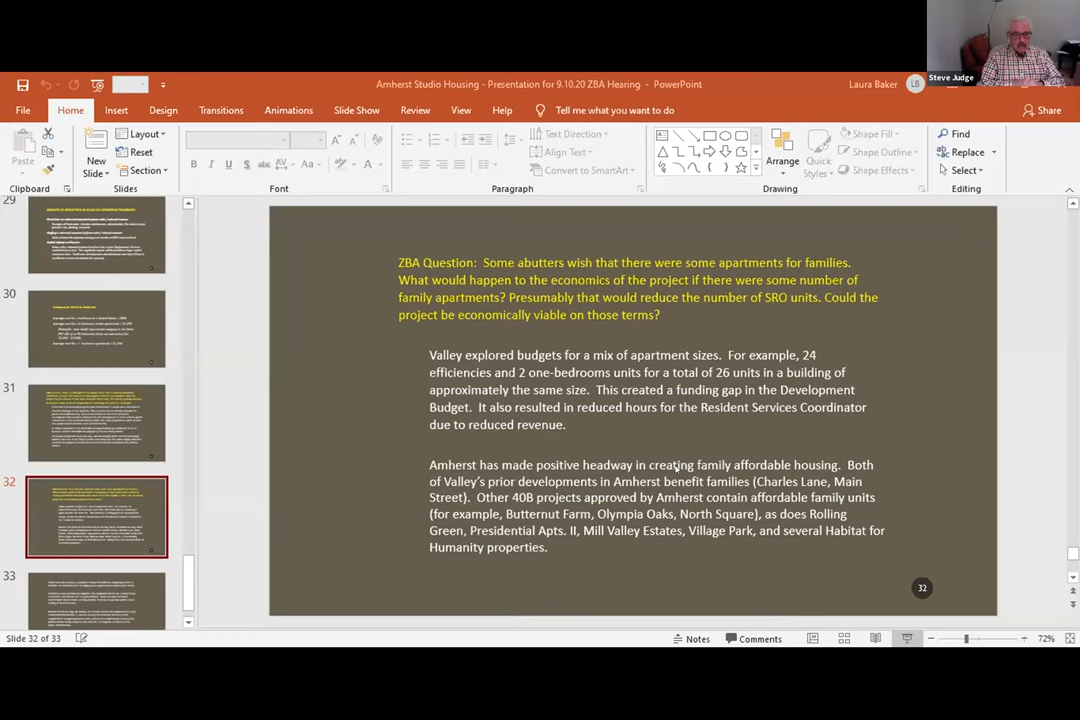 Steve Judge
Amherst Studio Housing - Presentation for 9.10.20 ZBA Hearing - PowerPoint
Laura Baker
LB
File Home Insert Design Transitions Animations Slide Show Review View Help Tell me what you want to do Share
Paste
New
Slide
Layout
Reset
Section
Text Direction
Align Text
Convert to SmartArt
Arrange
Quick
Styles
Shape Fill
Shape Outline
Shape Effects
Find
Replace
Select
Clipboard Slides Font Paragraph Drawing Editing
29
30
31
32
33
ZBA Question: Some abutters wish that there were some apartments for families.
What would happen to the economics of the project if there were some number of
family apartments? Presumably that would reduce the number of SRO units. Could the
project be economically viable on those terms?
Valley explored budgets for a mix of apartment sizes. For example, 24
efficiencies and 2 one-bedrooms units for a total of 26 units in a building of
approximately the same size. This created a funding gap in the Development
Budget. It also resulted in reduced hours for the Resident Services Coordinator
due to reduced revenue.
Amherst has made positive headway in creating family affordable housing. Both
of Valley's prior developments in Amherst benefit families (Charles Lane, Main
Street). Other 40B projects approved by Amherst contain affordable family units
(for example, Butternut Farm, Olympia Oaks, North Square), as does Rolling
Green, Presidential Apts. II, Mill Valley Estates, Village Park, and several Habitat for
Humanity properties.
32
Slide 32 of 33
Notes
Comments
72%